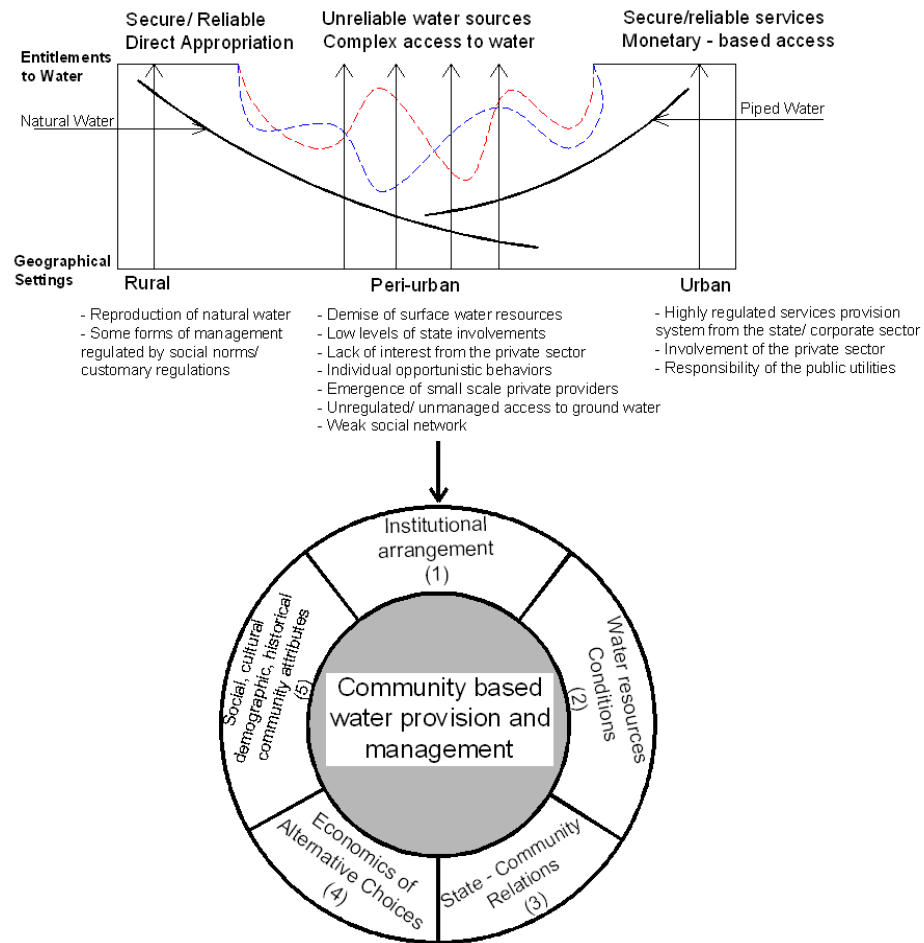 Secure/ Reliable
Direct Appropriation
Unreliable water sources
Complex access to water
Secure/reliable services
Monetary - based access
Entitlements
to Water
Natural Water
Piped Water
Geographical
Settings
Rural
Peri-urban
Urban
- Reproduction of natural water
- Some forms of management
regulated by social norms/
customary regulations
- Demise of surface water resources
- Low levels of state involvements
- Lack of interest from the private sector
- Individual opportunistic behaviors
- Emergence of small scale private providers
- Unregulated/ unmanaged access to ground water
- Weak social network
- Highly regulated services provision
system from the state/ corporate sector
- Involvement of the private sector
- Responsibility of the public utilities
Institutional
arrangement
(1)
Water resources
Conditions
(2)
State - Community
Relations
(3)
Economics of
Alternative Choices
(4)
Social, cultural
demographic, historical
community attributes
(5)
Community based
water provision and
management